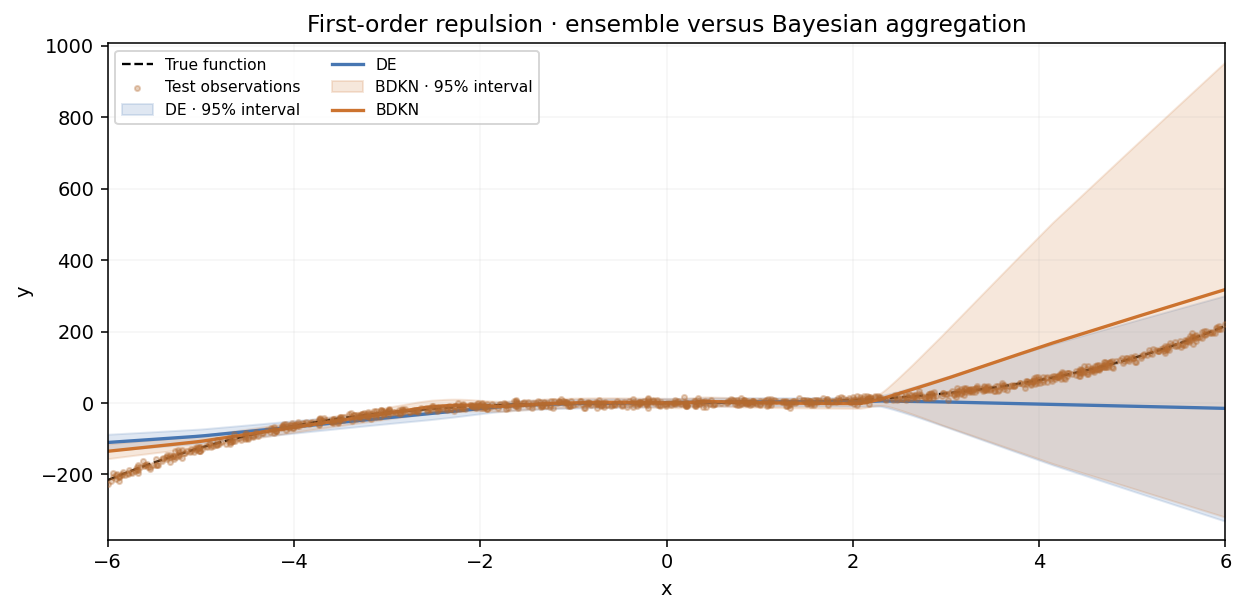 First-order repulsion · ensemble versus Bayesian aggregation
True function
Test observations
DE · 95% interval
DE
BDKN · 95% interval
BDKN
1000
800
600
400
200
0
−200
y
−6
−4
−2
0
2
4
6
x